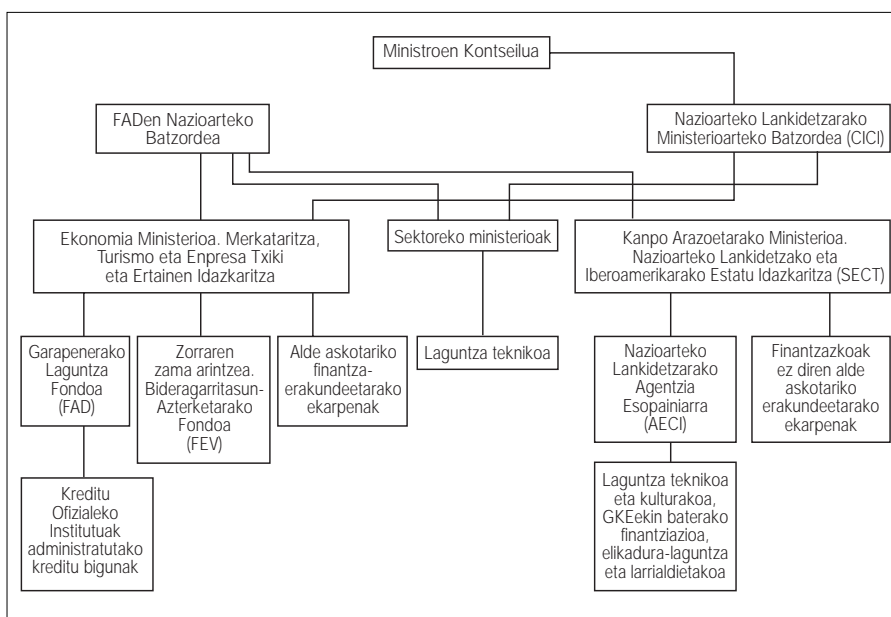 Ministroen Kontseilua
FADen Nazioarteko
Batzordea
Nazioarteko Lankidetzarako
Ministerioarteko Batzordea (CICI)
Ekonomia Ministerioa. Merkataritza,
Turismo eta Enpresa Txiki
eta Ertainen Idazkaritza
Sektoreko ministerioak
Kanpo Arazoetarako Ministerioa.
Nazioarteko Lankidetzako eta
Iberoamerikarako Estatu Idazkaritza (SECT)
Garapenerako
Laguntza
Fondoa
(FAD)
Zorraren
zama arintzea.
Bideragarritasun-
Azterketarako
Fondoa
(FEV)
Alde askotariko
finantza-
erakundeetarako
ekarpenak
Laguntza teknikoa
Nazioarteko
Lankidetzarako
Agentzia
Esopainiarra
(AECI)
Finantzazkoak
ez diren alde
askotariko
erakundeetarako
ekarpenak
Kreditu
Ofizialeko
Institutuak
administratutako
kreditu bigunak
Laguntza teknikoa
eta kulturakoa,
GKEekin baterako
finantziazioa,
elikadura-laguntza
eta larrialdietakoa